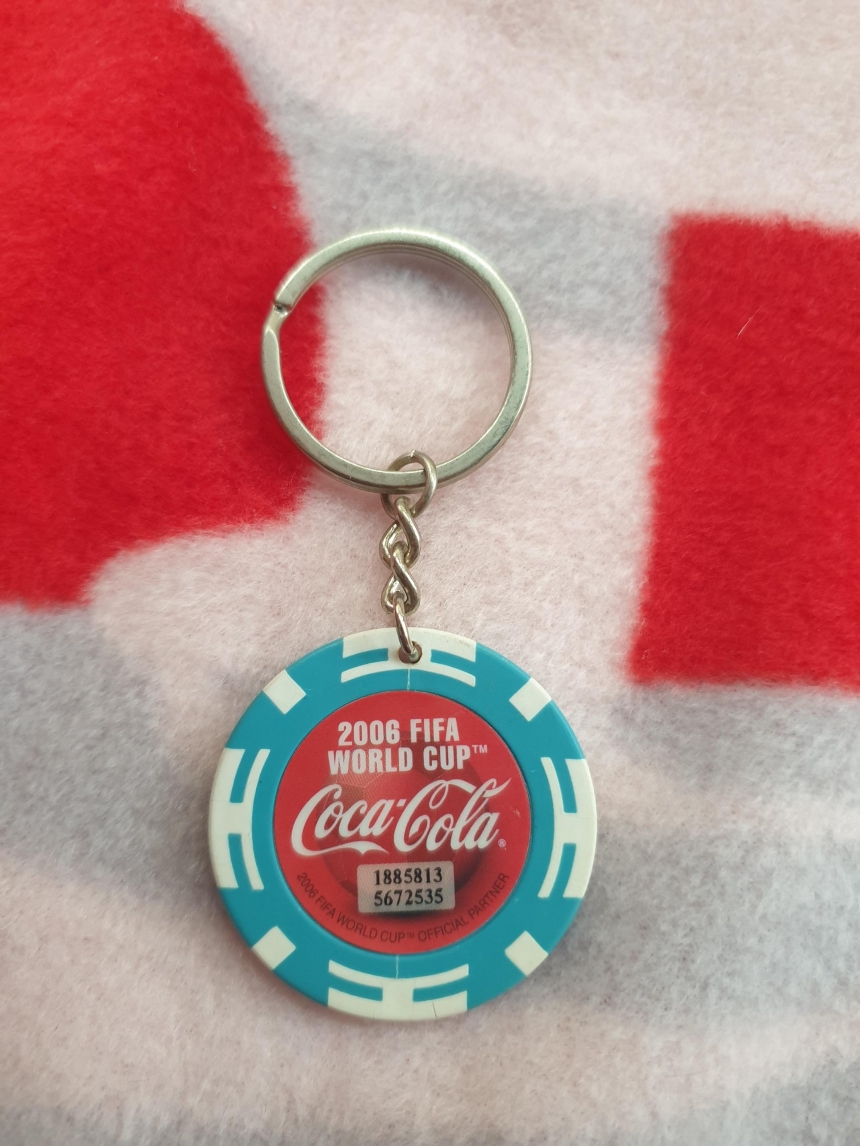 2006 FIFA
WORLD CUP™
Coca-Cola®
1885813
5672535
2006 FIFA WORLD CUP™ OFFICIAL PARTNER